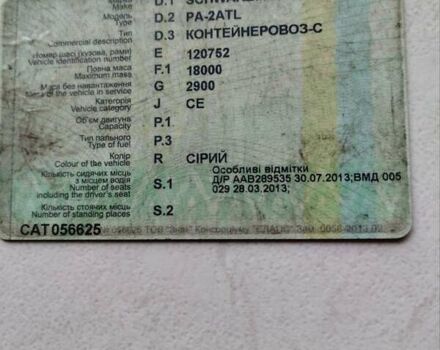 D.1
Модель
Type
D.2 PA-2ATL
Тип
Commercial description
D.3 КОНТЕЙНЕРОВОЗ-С
Номер шасі (кузова, рами)
Vehicle identification number
E 120752
Повна маса
Maximum mass
F.1 18000
Маса без навантаження
Mass of the vehicle in service
G 2900
Категорія
Vehicle category
J CE
Об'єм двигуна
Capacity
P.1
Тип пального
Type of fuel
P.3
Колір
Colour of the vehicle
R СІРИЙ
Кількість сидячих місць
з місцем водія
Number of seats
including the driver's seat
S.1
Особливі відмітки
Д/Р ААВ289535 30.07.2013;ВМД 005
029 28.03.2013;
Кількість стоячих місць
Number of standing places
S.2
САТ056625